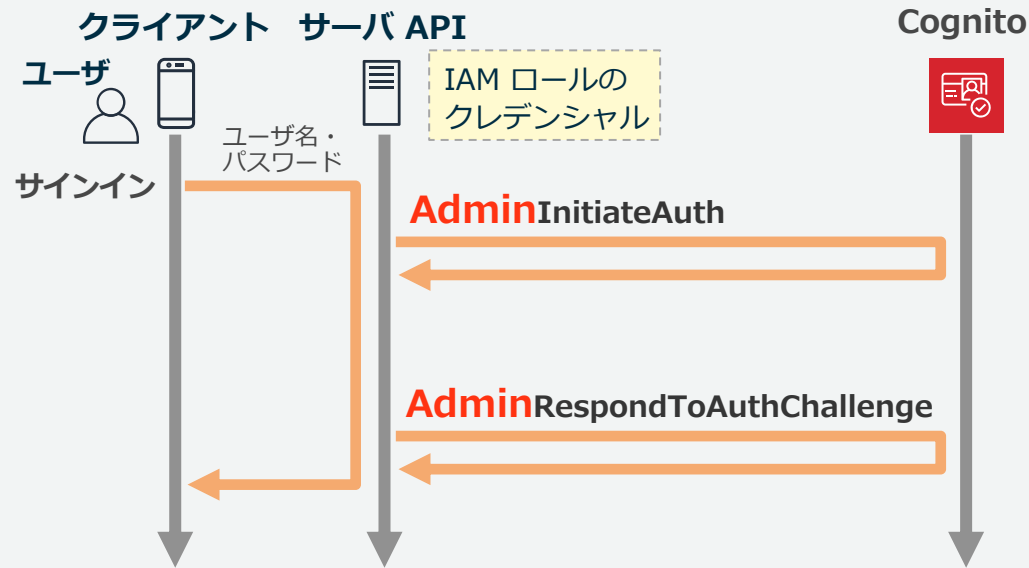 クライアント サーバ API
Cognito
ユーザ
IAM ロールの
クレデンシャル
ユーザ名・
パスワード
サインイン
AdminInitiateAuth
AdminRespondToAuthChallenge